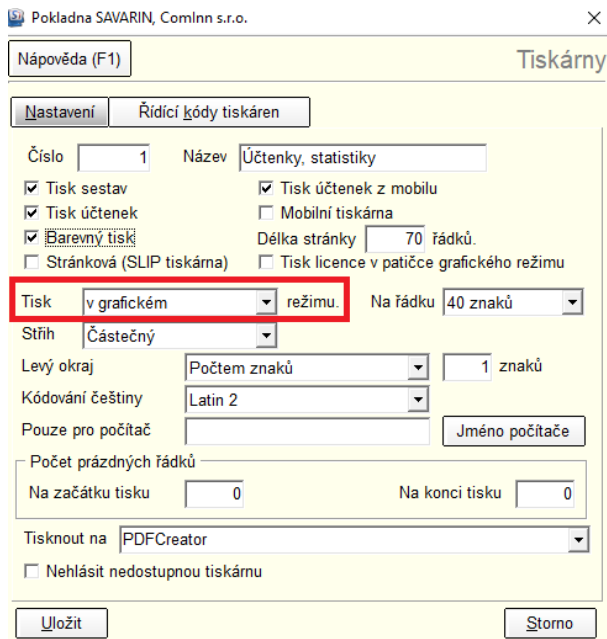 Pokladna SAVARIN, ComInn s.r.o.
Nápověda (F1) Tiskárny
Nastavení Řídící kódy tiskáren
Číslo 1 Název Účtenky, statistiky
Tisk sestav Tisk účtenek z mobilu
Tisk účtenek Mobilní tiskárna
Barevný tisk Délka stránky 70 řádků.
Stránková (SLIP tiskárna) Tisk licence v patičce grafického režimu
Tisk v grafickém režimu. Na řádku 40 znaků
Střih Částečný
Levý okraj Počtem znaků 1 znaků
Kódování češtiny Latin 2
Pouze pro počítač Jméno počítače
Počet prázdných řádků
Na začátku tisku 0 Na konci tisku 0
Tisknout na PDFCreator
Nehlásit nedostupnou tiskárnu
Uložit Storno